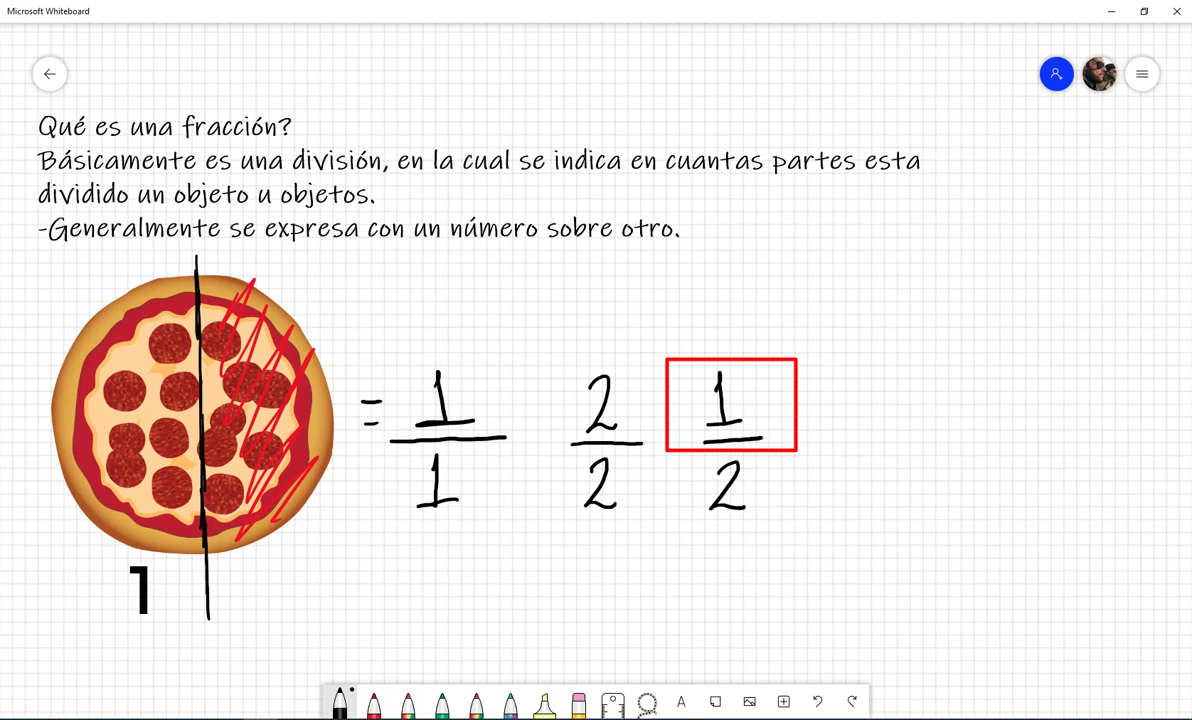 Microsoft Whiteboard
Qué es una fracción?
Básicamente es una división, en la cual se indica en cuantas partes esta
dividido un objeto u objetos.
-Generalmente se expresa con un número sobre otro.
= 1 2 1
1 2 2
1
A